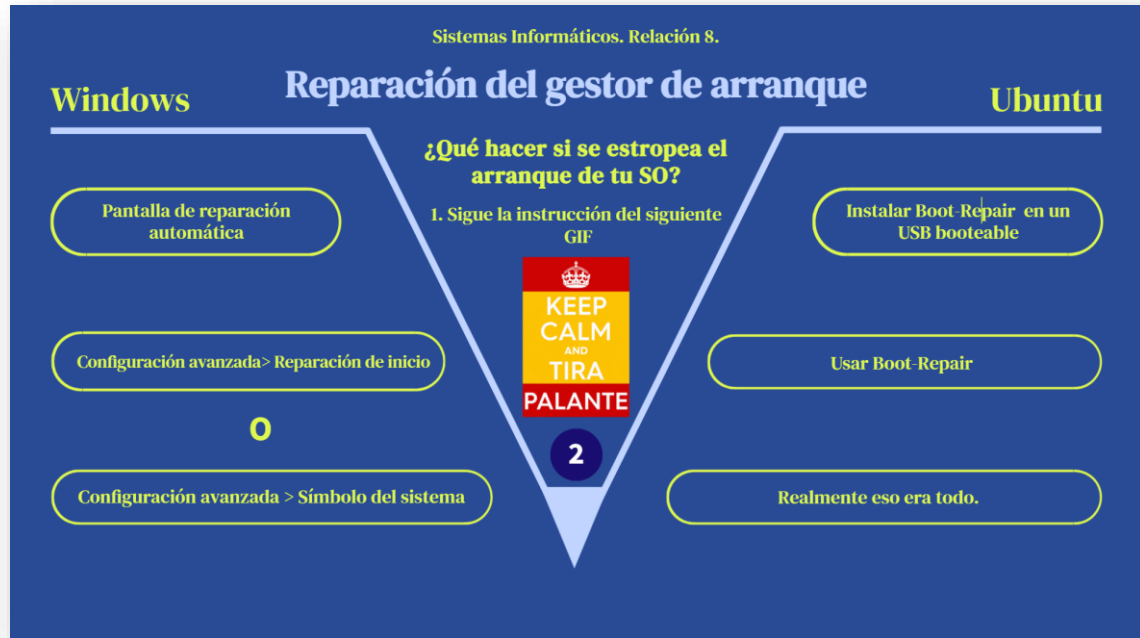 Sistemas Informáticos. Relación 8.
Reparación del gestor de arranque
Windows
Ubuntu
¿Qué hacer si se estropea el
arranque de tu SO?
1. Sigue la instrucción del siguiente
GIF
KEEP
CALM
AND
TIRA
PALANTE
2
Pantalla de reparación
automática
Configuración avanzada> Reparación de inicio
O
Configuración avanzada > Símbolo del sistema
Instalar Boot-Repair en un
USB booteable
Usar Boot-Repair
Realmente eso era todo.